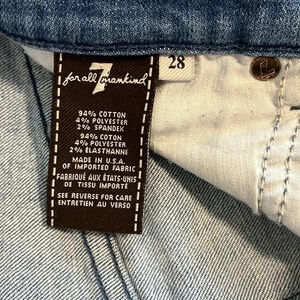 7
for all mankind
28
94% COTTON
4% POLYESTER
2% SPANDEX
94% COTON
4% POLYESTER
2% ÉLASTHANNE
MADE IN U.S.A.
OF IMPORTED FABRIC
FABRIQUÉ AUX ÉTATS-UNIS
DE TISSU IMPORTÉ
SEE REVERSE FOR CARE
ENTRETIEN AU VERSO